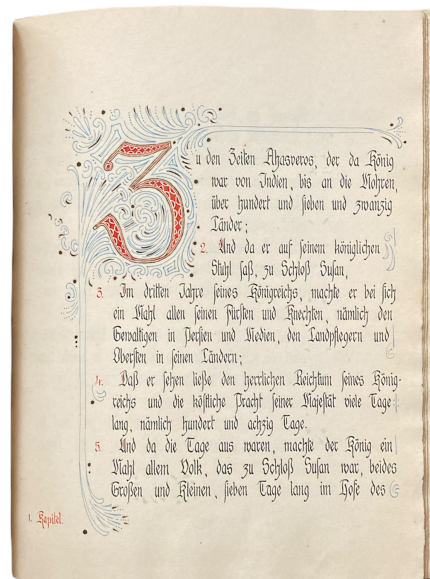 Zu den Zeiten Ahasveros, der da König
war von Indien, bis an die Mohren,
über hundert und sieben und zwanzig
Länder;
2. Und da er auf seinem königlichen
Stuhl saß, zu Schloß Susan,
3. Im dritten Jahre seines Königreichs, machte er bei sich
ein Mahl allen seinen Fürsten und Knechten, nämlich den
Gewaltigen in Persien und Medien, den Landpflegern und
Obersten in seinen Ländern;
4. Daß er sehen ließe den herrlichen Reichtum seines König-
reichs und die köstliche Pracht seiner Majestät viele Tage
lang, nämlich hundert und achzig Tage.
5. Und da die Tage aus waren, machte der König ein
Mahl allem Volk, das zu Schloß Susan war, beides
Großen und Kleinen, sieben Tage lang im Hofe des
1. Kapitel.